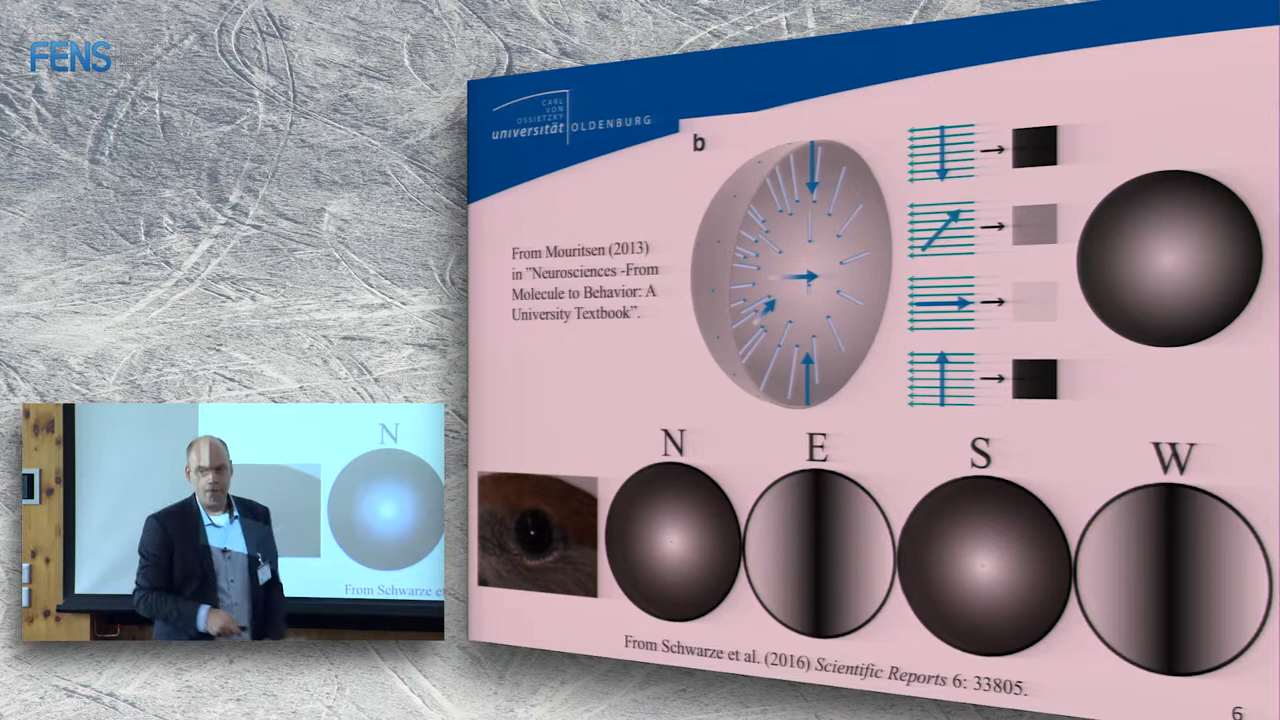 FENS
CARL
VON
OSSIETZKY
universität OLDENBURG
b
From Mouritsen (2013)
in "Neurosciences -From
Molecule to Behavior: A
University Textbook".
N E S W
From Schwarze et al. (2016) Scientific Reports 6: 33805.
6
N
From Schwarze et